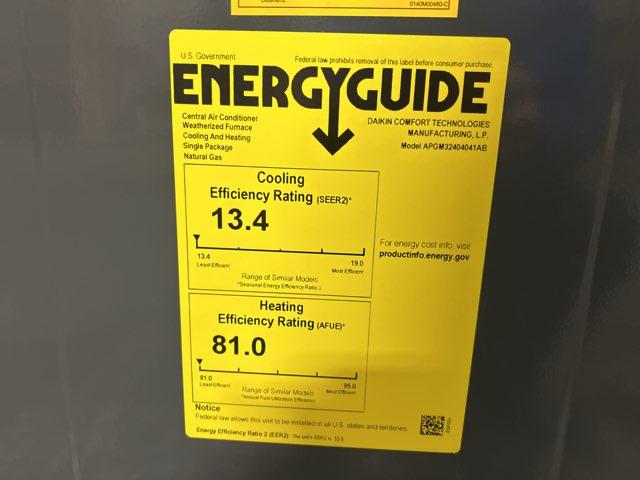 0140M00460-C
U.S. Government
Federal law prohibits removal of this label before consumer purchase.
ENERGYGUIDE
Central Air Conditioner
Weatherized Furnace
Cooling And Heating
Single Package
Natural Gas
DAIKIN COMFORT TECHNOLOGIES
MANUFACTURING, L.P.
Model APGM32404041AB
Cooling
Efficiency Rating (SEER2)*
13.4
13.4
Least Efficient
19.0
Most Efficient
Range of Similar Models
*Seasonal Energy Efficiency Ratio 2
For energy cost info, visit
productinfo.energy.gov
Heating
Efficiency Rating (AFUE)*
81.0
81.0
Least Efficient
95.0
Most Efficient
Range of Similar Models
*Annual Fuel Utilization Efficiency
Notice
Federal law allows this unit to be installed in all U.S. states and territories.
Energy Efficiency Ratio 2 (EER2): The unit's EER2 is 10.6